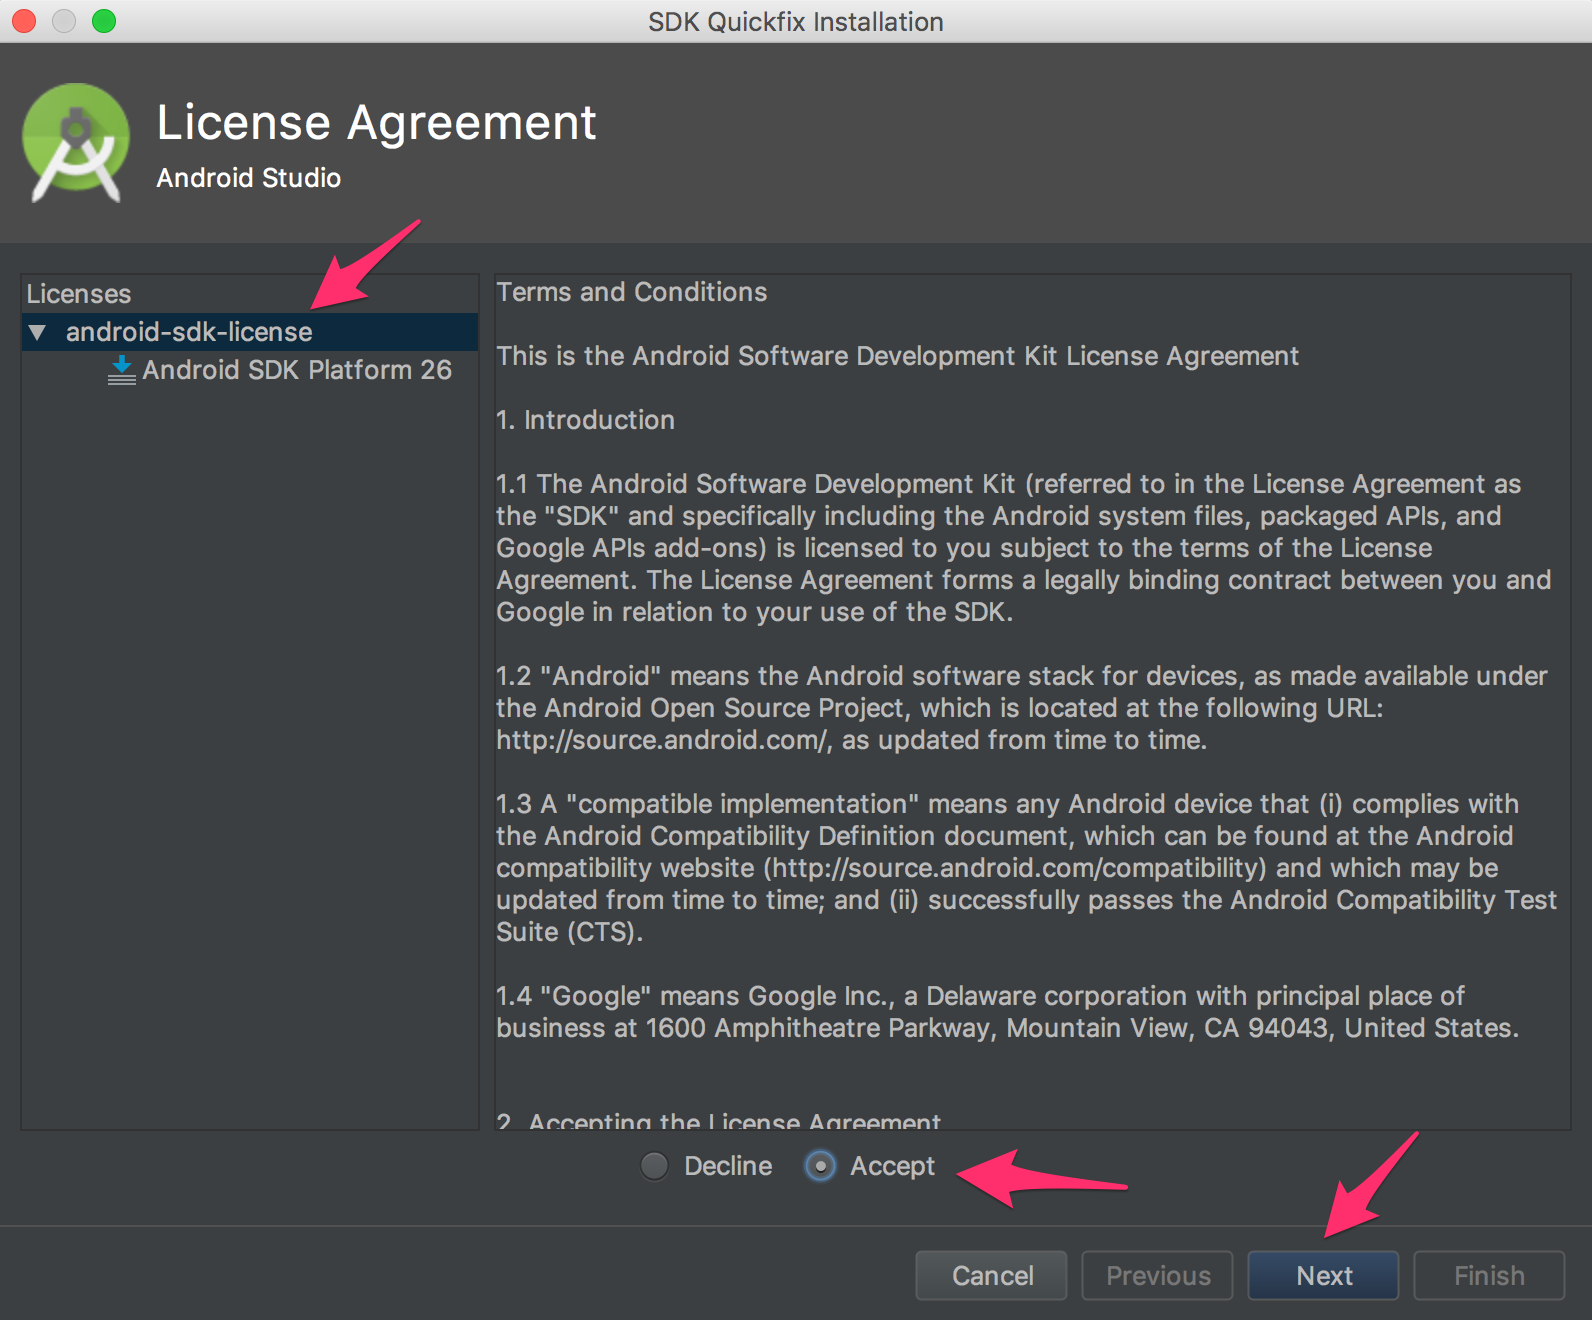 SDK Quickfix Installation
License Agreement
Android Studio
Licenses
android-sdk-license
Android SDK Platform 26
Terms and Conditions
This is the Android Software Development Kit License Agreement
1. Introduction
1.1 The Android Software Development Kit (referred to in the License Agreement as
the "SDK" and specifically including the Android system files, packaged APIs, and
Google APIs add-ons) is licensed to you subject to the terms of the License
Agreement. The License Agreement forms a legally binding contract between you and
Google in relation to your use of the SDK.
1.2 "Android" means the Android software stack for devices, as made available under
the Android Open Source Project, which is located at the following URL:
http://source.android.com/, as updated from time to time.
1.3 A "compatible implementation" means any Android device that (i) complies with
the Android Compatibility Definition document, which can be found at the Android
compatibility website (http://source.android.com/compatibility) and which may be
updated from time to time; and (ii) successfully passes the Android Compatibility Test
Suite (CTS).
1.4 "Google" means Google Inc., a Delaware corporation with principal place of
business at 1600 Amphitheatre Parkway, Mountain View, CA 94043, United States.
2. Accepting the License Agreement
Decline Accept
Cancel Previous Next Finish